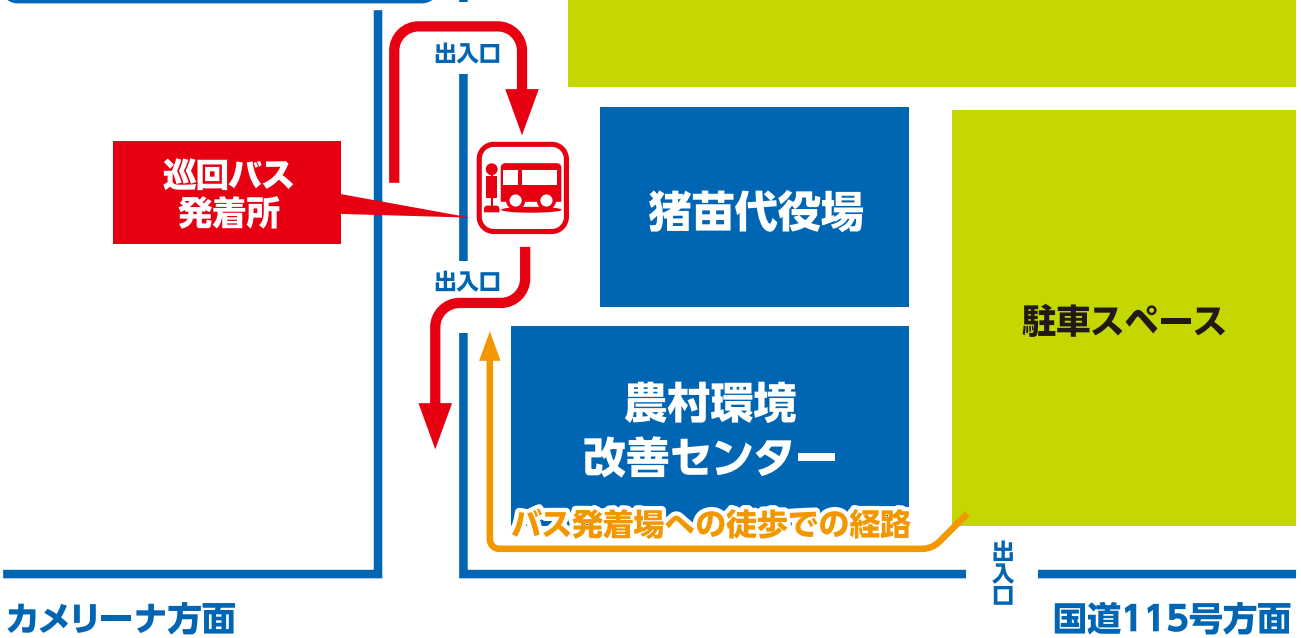 出入口
巡回バス
発着所
猪苗代役場
出入口
駐車スペース
農村環境
改善センター
バス発着場への徒歩での経路
出入口
カメリーナ方面
国道115号方面